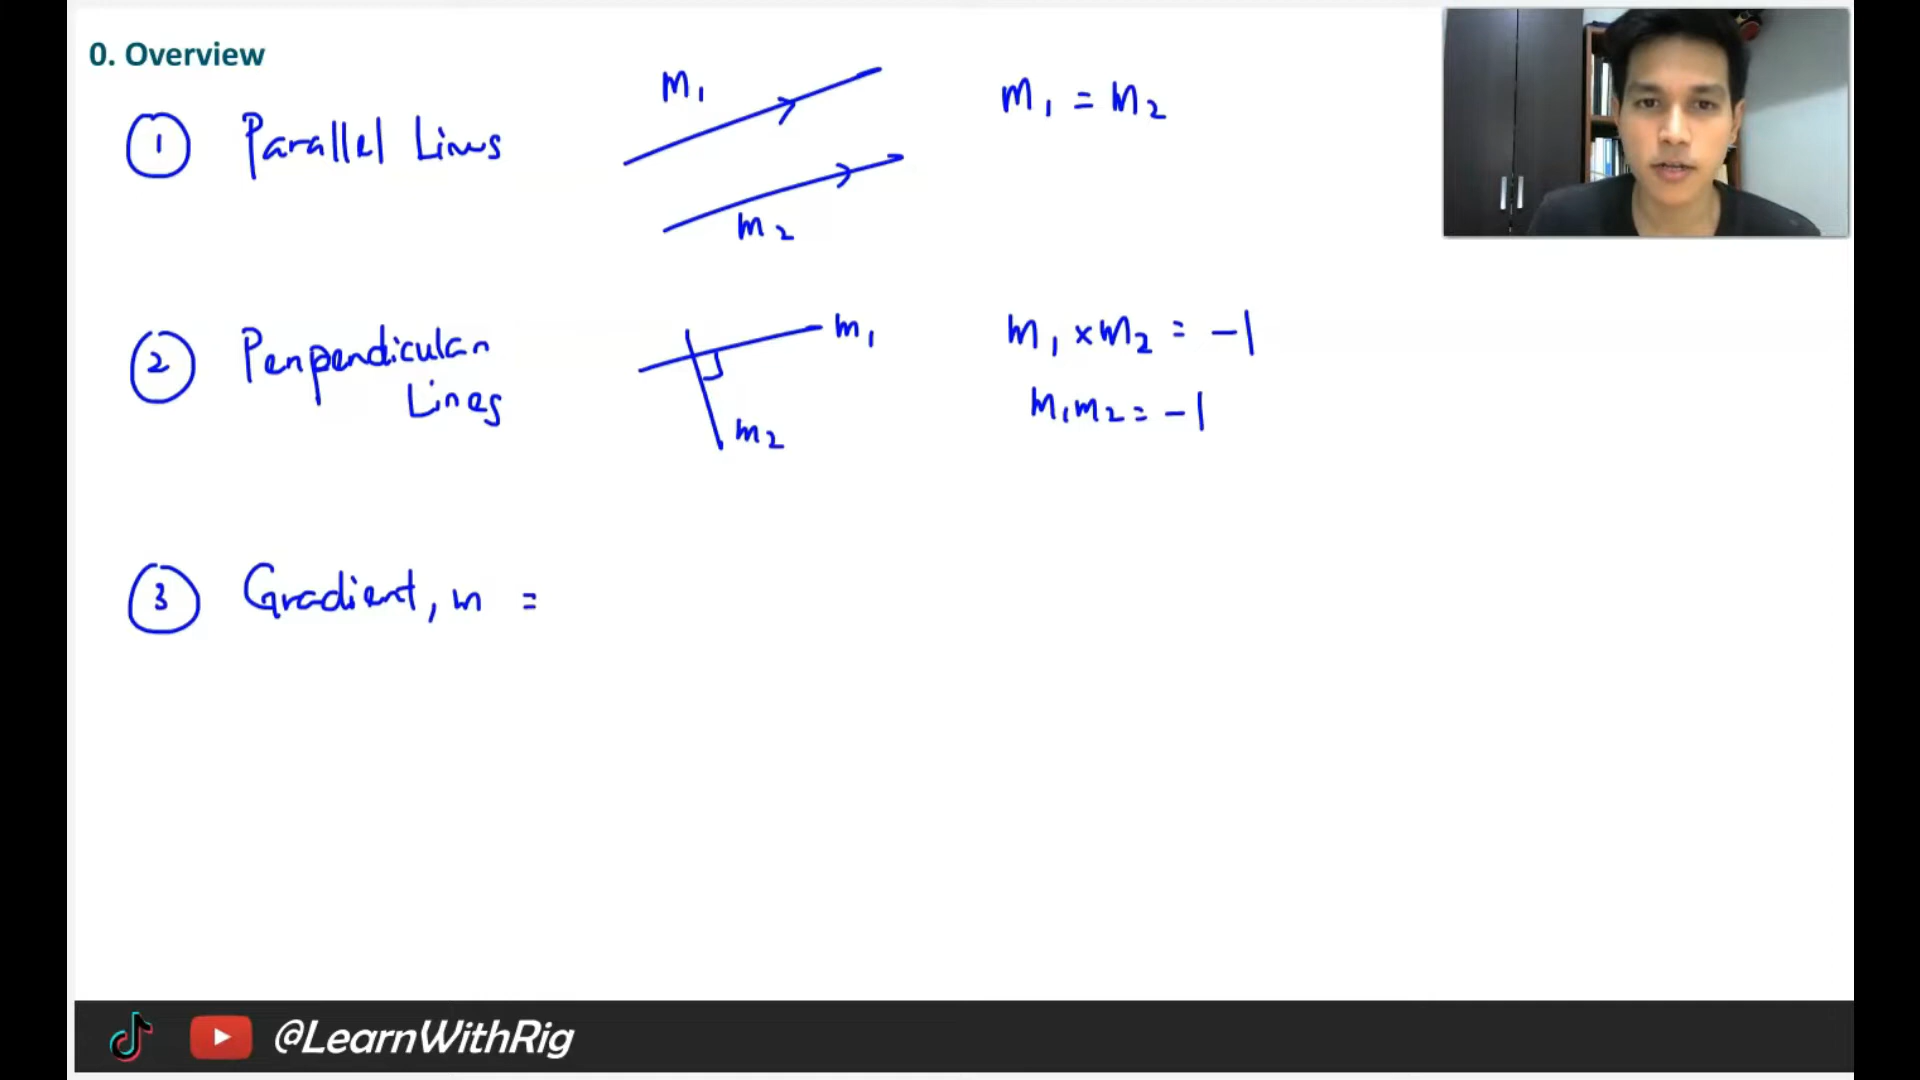 0. Overview
1 Parallel Lines
m₁
m₂
m₁ = m₂
2 Perpendicular
Lines
m₁
m₂
m₁ × m₂ = -1
m₁m₂ = -1
3 Gradient, m =
@LearnWithRig